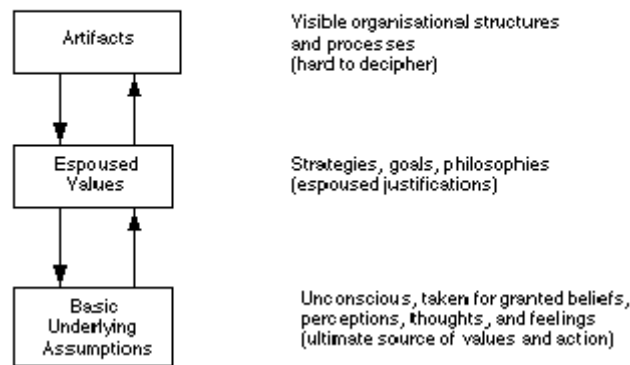 Artifacts
Visible organisational structures
and processes
(hard to decipher)
Espoused
Values
Strategies, goals, philosophies
(espoused justifications)
Basic
Underlying
Assumptions
Unconscious, taken for granted beliefs,
perceptions, thoughts, and feelings
(ultimate source of values and action)